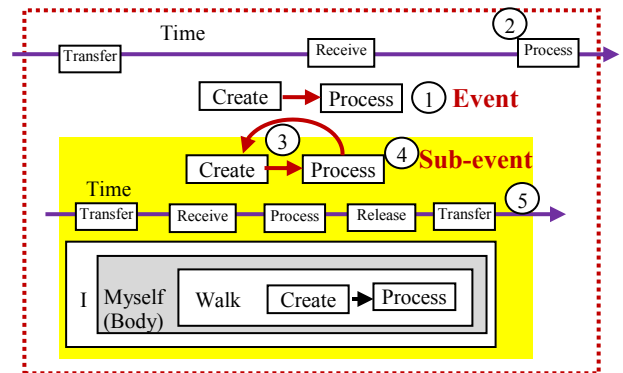 Time
2
Transfer
Receive
Process
Create
Process
1
Event
3
Create
Process
4
Sub-event
Time
5
Transfer
Receive
Process
Release
Transfer
I
Myself
(Body)
Walk
Create
Process